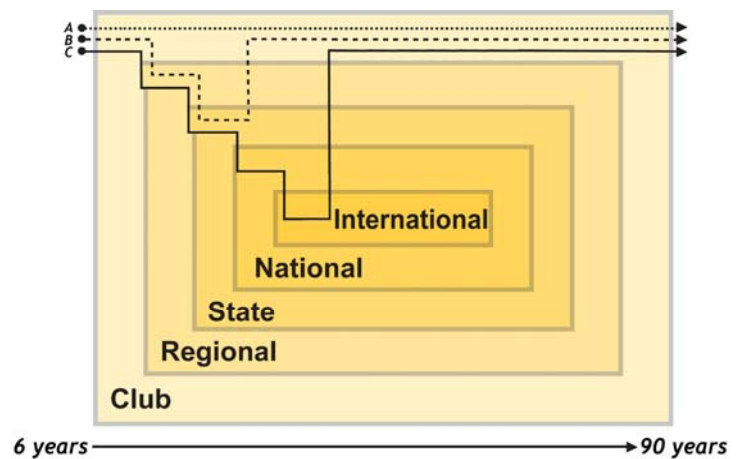 A
B
C
International
National
State
Regional
Club
6 years
90 years